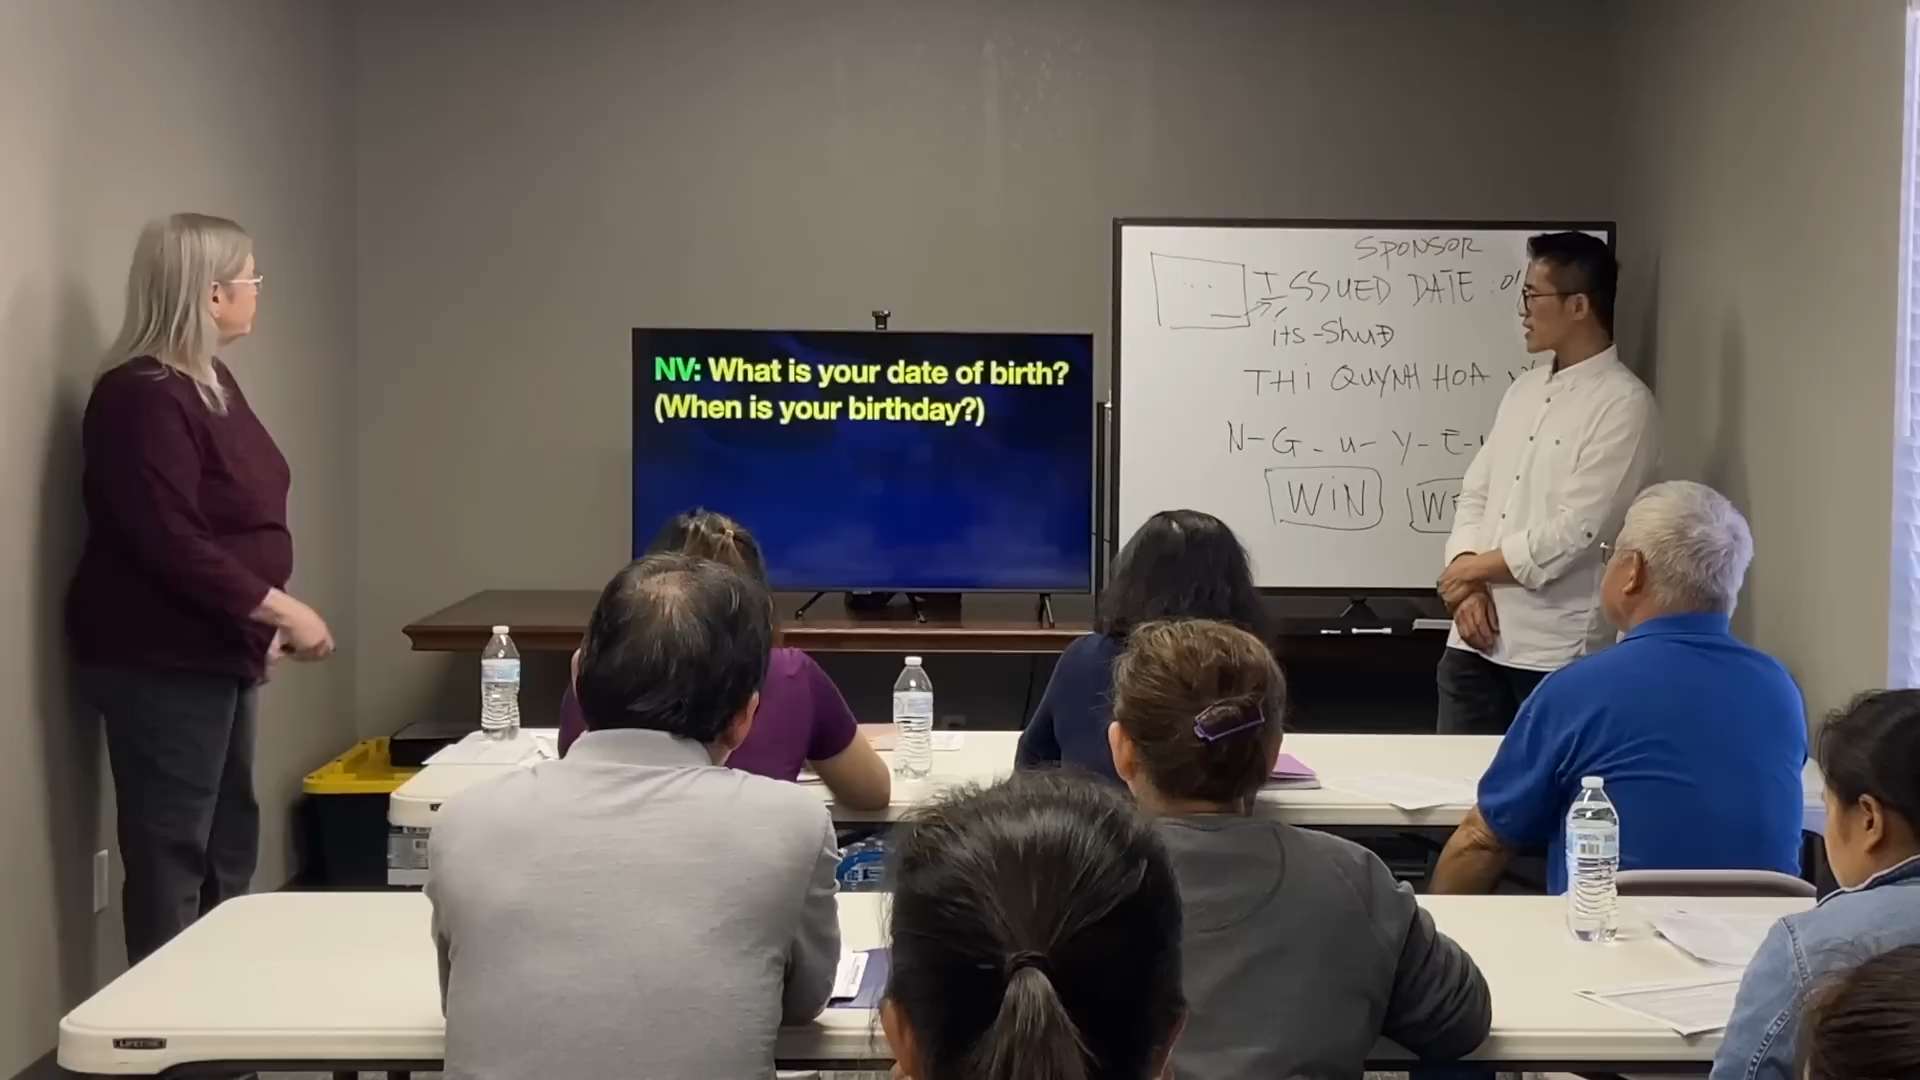 NV: What is your date of birth?
(When is your birthday?)
SPONSOR
ISSUED DATE :
its-ShuD
THi QUYNH HOA
N-G-u-Y-E-
WiN
LIFETIME